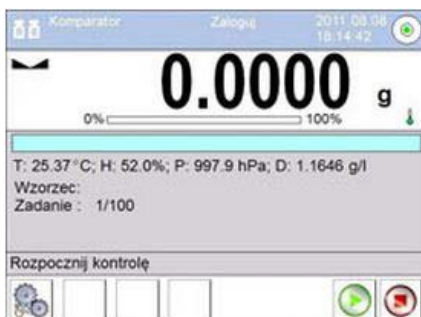 Komparator Zaloguj 2011.08.08
18:14:42
0.0000 g
0% 100%
T: 25.37°C; H: 52.0%; P: 997.9 hPa; D: 1.1646 g/l
Wzorzec:
Zadanie : 1/100
Rozpocznij kontrolę